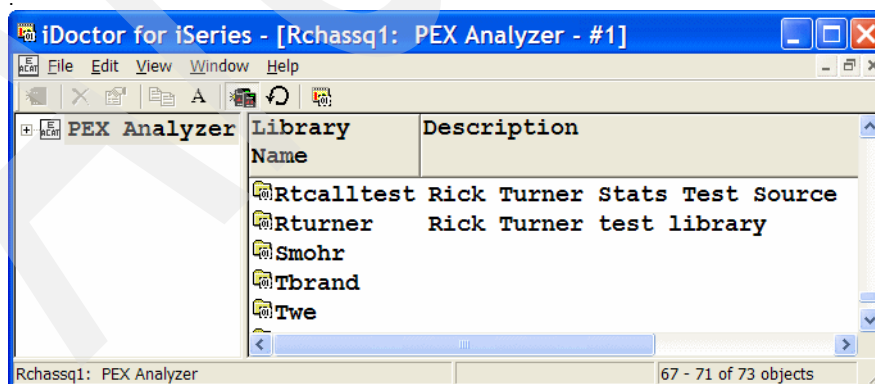 iDoctor for iSeries - [Rchassq1: PEX Analyzer - #1]
File Edit View Window Help
A
PEX Analyzer
Library Name Description
Rtcalltest Rick Turner Stats Test Source
Rturner Rick Turner test library
Smohr
Tbrand
Twe
Rchassq1: PEX Analyzer 67 - 71 of 73 objects